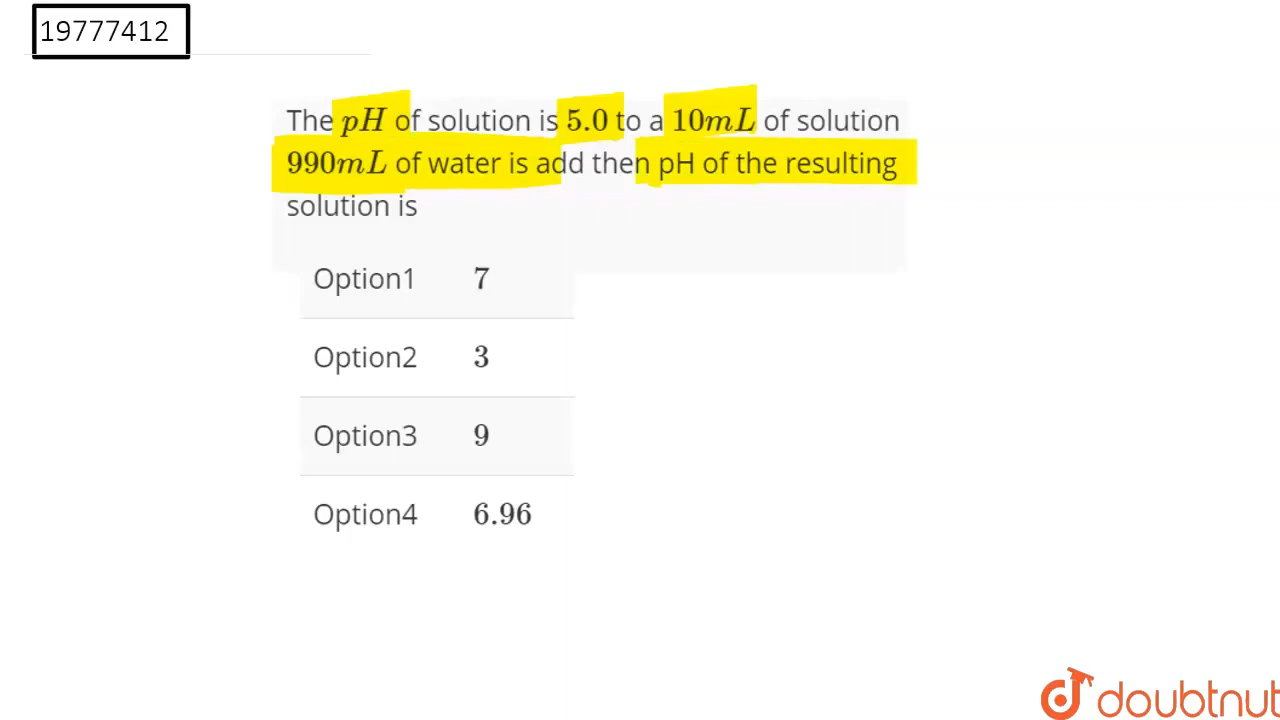 19777412
The pH of solution is 5.0 to a 10mL of solution
990mL of water is add then pH of the resulting
solution is
Option1 7
Option2 3
Option3 9
Option4 6.96
doubtnut